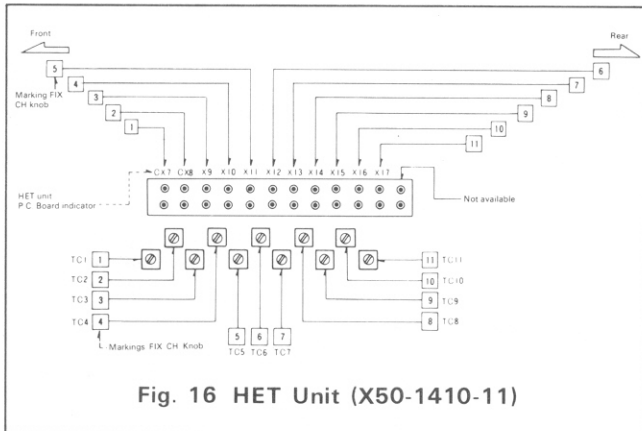 Front
Rear
5
6
Marking FIX
CH knob
4
7
3
8
2
9
1
10
11
CX7 CX8 X9 X10 X11 X12 X13 X14 X15 X16 X17
HET unit
P.C. Board indicator
Not available
TC1 1
11 TC11
TC2 2
10 TC10
TC3 3
9 TC9
TC4 4
8 TC8
5 6 7
TC5 TC6 TC7
Markings FIX CH Knob
Fig. 16 HET Unit (X50-1410-11)